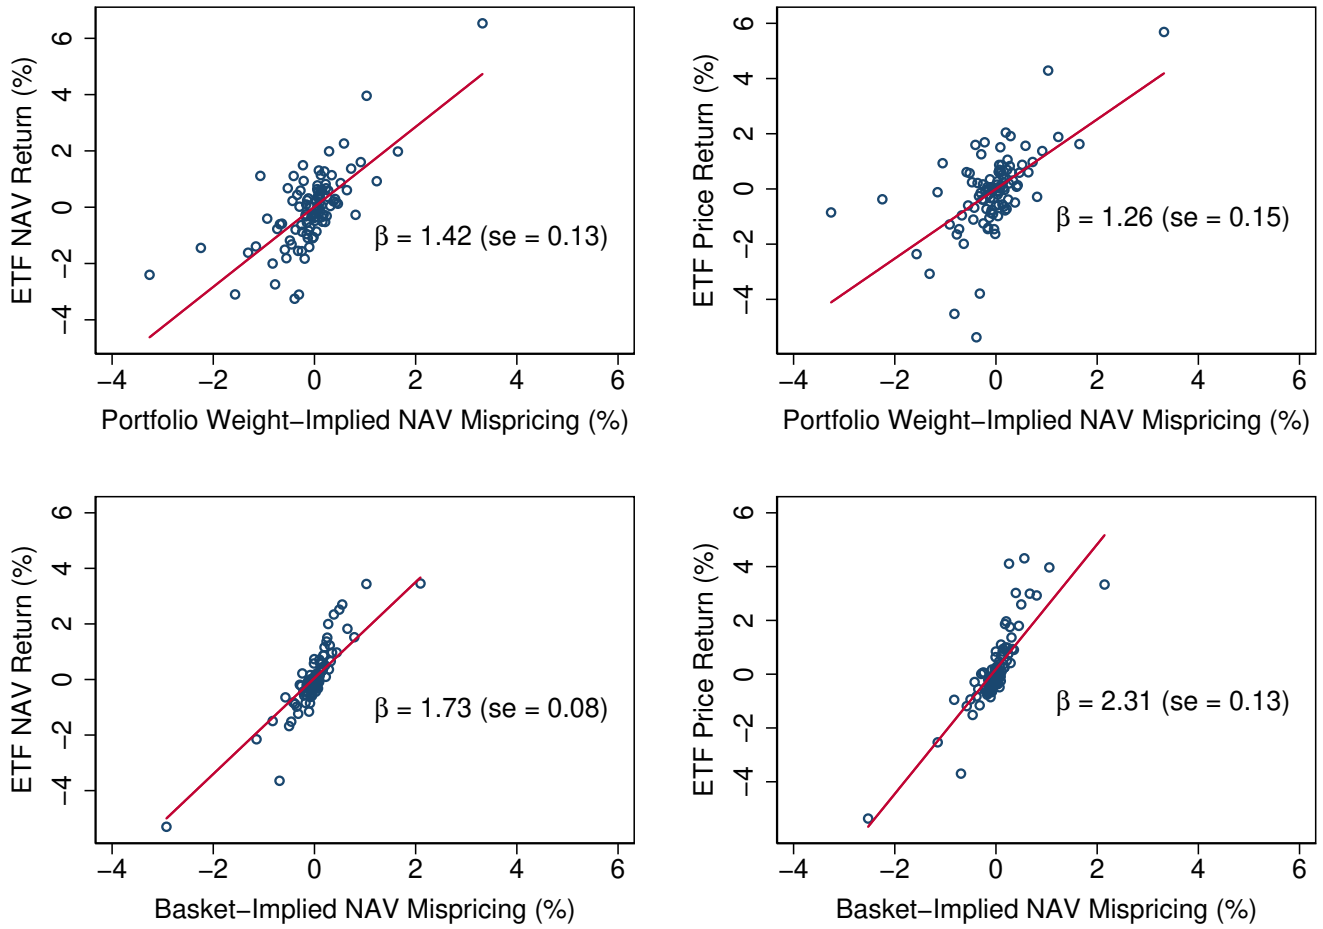 ETF NAV Return (%)
6
4
2
0
−2
−4
β = 1.42 (se = 0.13)
−4 −2 0 2 4 6
Portfolio Weight−Implied NAV Mispricing (%)
ETF Price Return (%)
6
4
2
0
−2
−4
β = 1.26 (se = 0.15)
−4 −2 0 2 4 6
Portfolio Weight−Implied NAV Mispricing (%)
ETF NAV Return (%)
6
4
2
0
−2
−4
β = 1.73 (se = 0.08)
−4 −2 0 2 4 6
Basket−Implied NAV Mispricing (%)
ETF Price Return (%)
6
4
2
0
−2
−4
β = 2.31 (se = 0.13)
−4 −2 0 2 4 6
Basket−Implied NAV Mispricing (%)